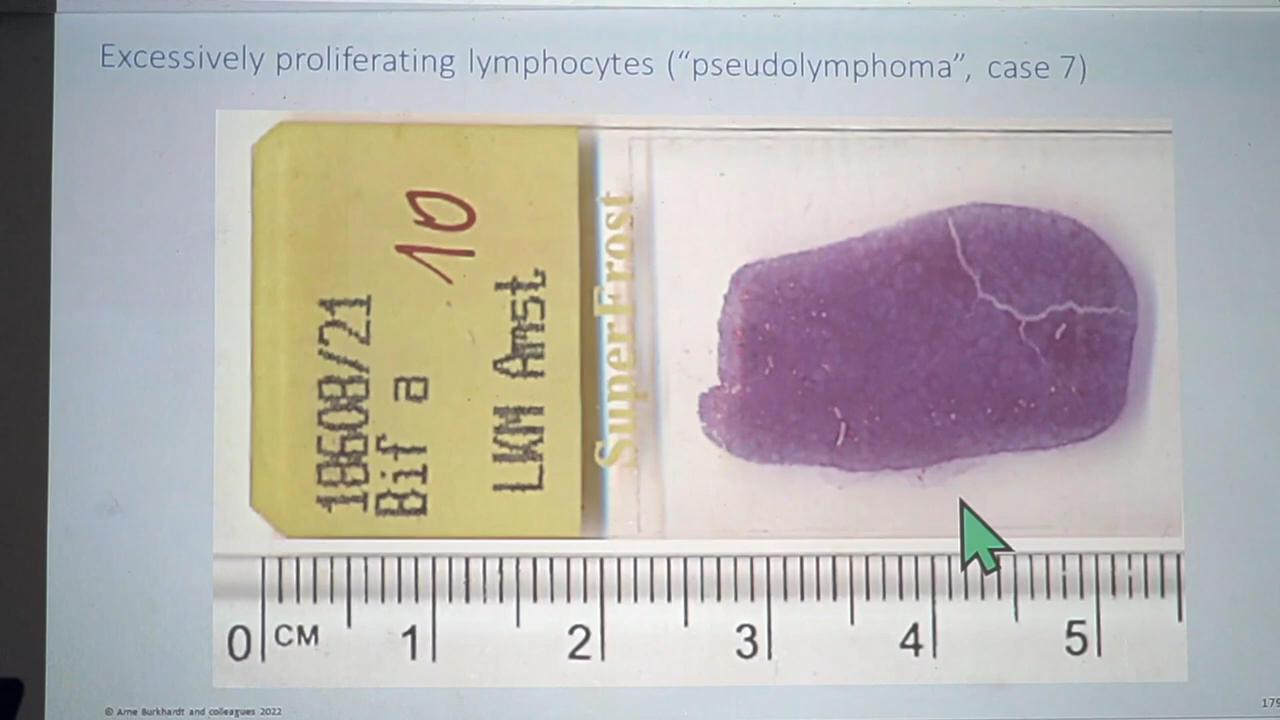 Excessively proliferating lymphocytes (“pseudolymphoma”, case 7)
10
18608/21
Bif a
LKM Amst
SuperFrost
0 CM 1 2 3 4 5
© Arne Burkhardt and colleagues 2022
179